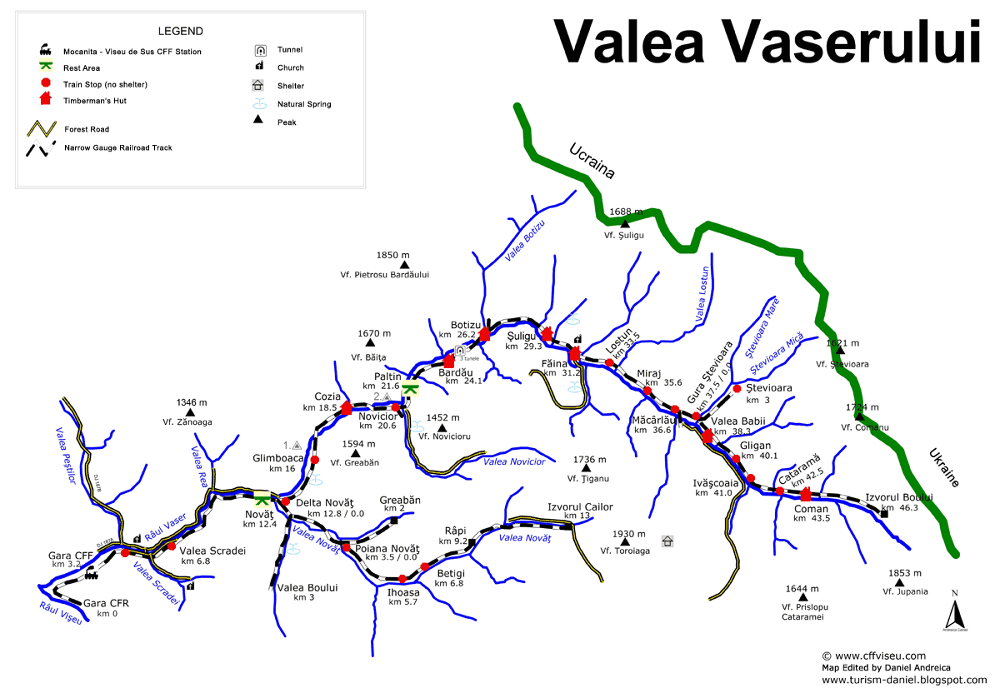 Valea Vaserului
LEGEND
Mocanita - Viseu de Sus CFF Station
Rest Area
Train Stop (no shelter)
Timberman's Hut
Forest Road
Narrow Gauge Railroad Track
Tunnel
Church
Shelter
Natural Spring
Peak
Ucraina
1688 m
Vf. Şuligu
Valea Botizu
1850 m
Vf. Pietrosu Bardăului
Valea Lostun
Ştevioara Mare
Ştevioara Mică
1621 m
Vf. Ştevioara
Botizu
km 26.2
Şuligu
km 29.3
3 tunele
Bardău
km 24.1
Făina
km 31.2
Lostun
km 33.5
Miraj
km 35.6
Gura Ştevioara
km 37.5 / 0.0
Ştevioara
km 3
1670 m
Vf. Băiţa
Paltin
km 21.6
2.
Cozia
km 18.5
Novicior
km 20.6
Măcârlău
km 36.6
Valea Babii
km 38.3
1724 m
Vf. Comanu
1346 m
Vf. Zănoaga
1452 m
Vf. Novicioru
1.
1594 m
Vf. Greabăn
Glimboaca
km 16
Valea Novicior
1736 m
Vf. Ţiganu
Gligan
km 40.1
Ivăşcoaia
km 41.0
Cataramă
km 42.5
Coman
km 43.5
Izvorul Boului
km 46.3
Ukraine
Valea Peştilor
DJ 187B
Valea Rea
Novăţ
km 12.4
Delta Novăţ
km 12.8 / 0.0
Greabăn
km 2
Izvorul Cailor
km 13
Râpi
km 9.2
Valea Novăţ
Valea Novăţ
Poiana Novăţ
km 3.5 / 0.0
Betigi
km 6.8
Ihoasa
km 5.7
Valea Boului
km 3
1930 m
Vf. Toroiaga
Râul Vaser
DJ 187A
Gara CFF
km 3.2
Valea Scradei
km 6.8
Valea Scradei
Gara CFR
km 0
Râul Vişeu
1644 m
Vf. Prislopu
Cataramei
1853 m
Vf. Jupania
N
Andreica Daniel
© www.cffviseu.com
Map Edited by Daniel Andreica
www.turism-daniel.blogspot.com